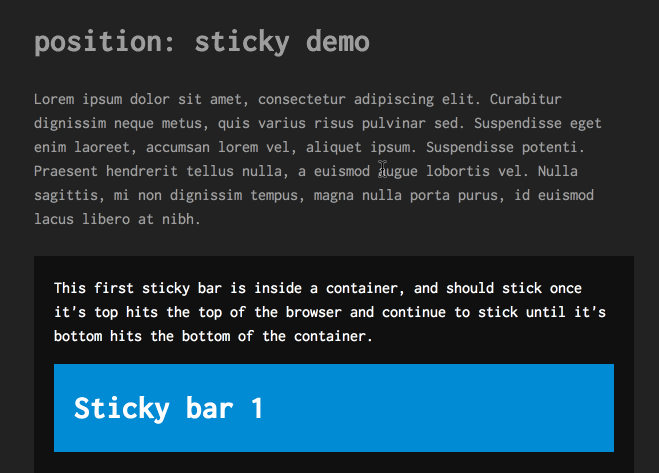 position: sticky demo
Lorem ipsum dolor sit amet, consectetur adipiscing elit. Curabitur
dignissim neque metus, quis varius risus pulvinar sed. Suspendisse eget
enim laoreet, accumsan lorem vel, aliquet ipsum. Suspendisse potenti.
Praesent hendrerit tellus nulla, a euismod augue lobortis vel. Nulla
sagittis, mi non dignissim tempus, magna nulla porta purus, id euismod
lacus libero at nibh.
This first sticky bar is inside a container, and should stick once
it's top hits the top of the browser and continue to stick until it's
bottom hits the bottom of the container.
Sticky bar 1